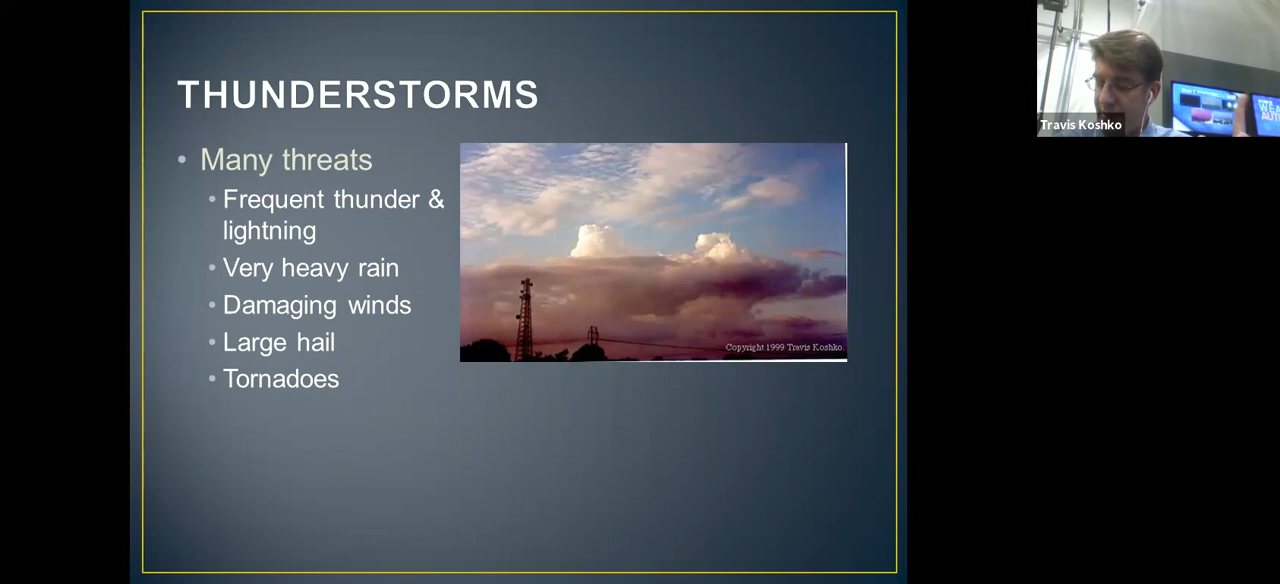 THUNDERSTORMS
• Many threats
• Frequent thunder &
lightning
• Very heavy rain
• Damaging winds
• Large hail
• Tornadoes
Copyright 1999 Travis Koshko.
Travis Koshko